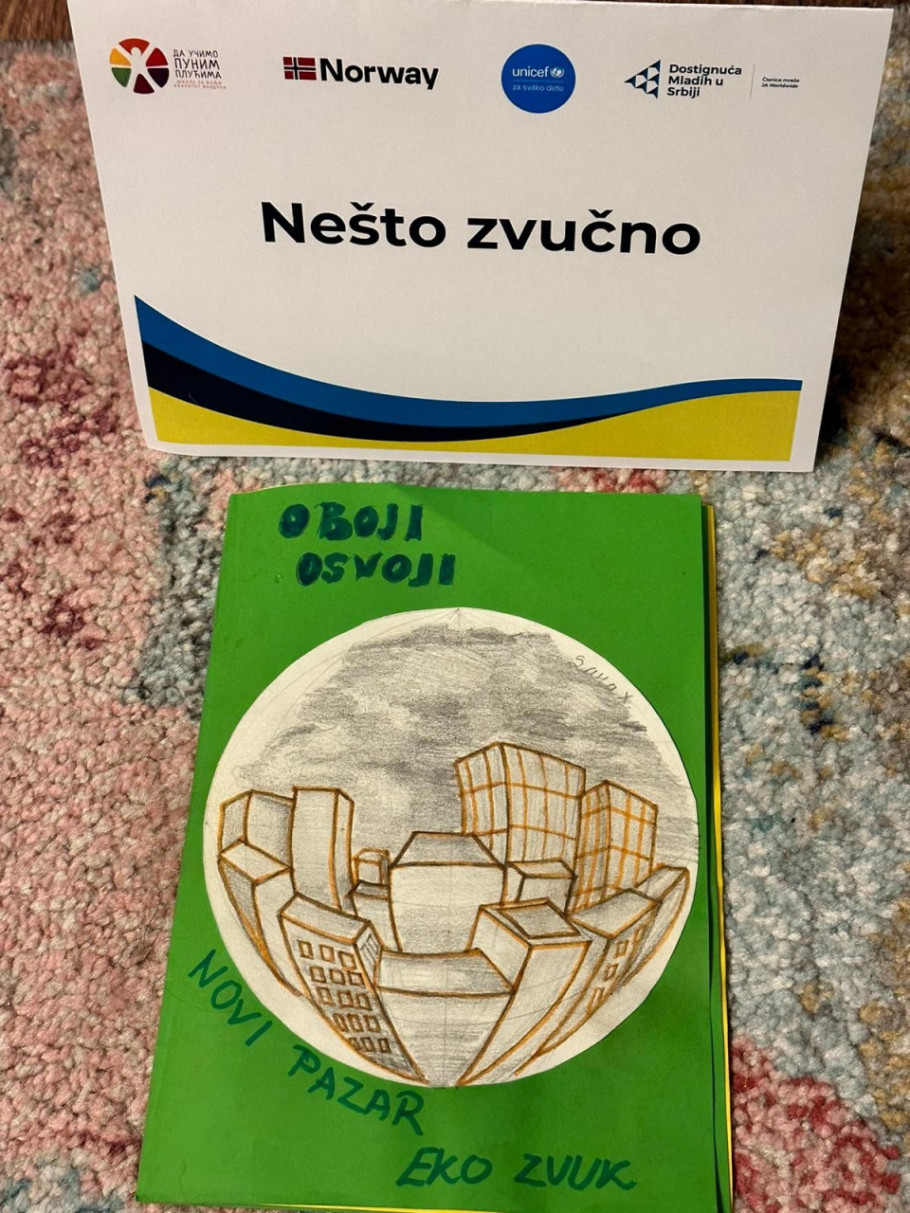 ДА УЧИМО
ПУНИМ
ПЛУЋИМА
Norway
unicef
za svako dete
Dostignuća
Mladih u
Srbiji
Članica mreže
JA Worldwide
Nešto zvučno
OBOJI
OSVOJI
NOVI PAZAR
EKO ZVUK